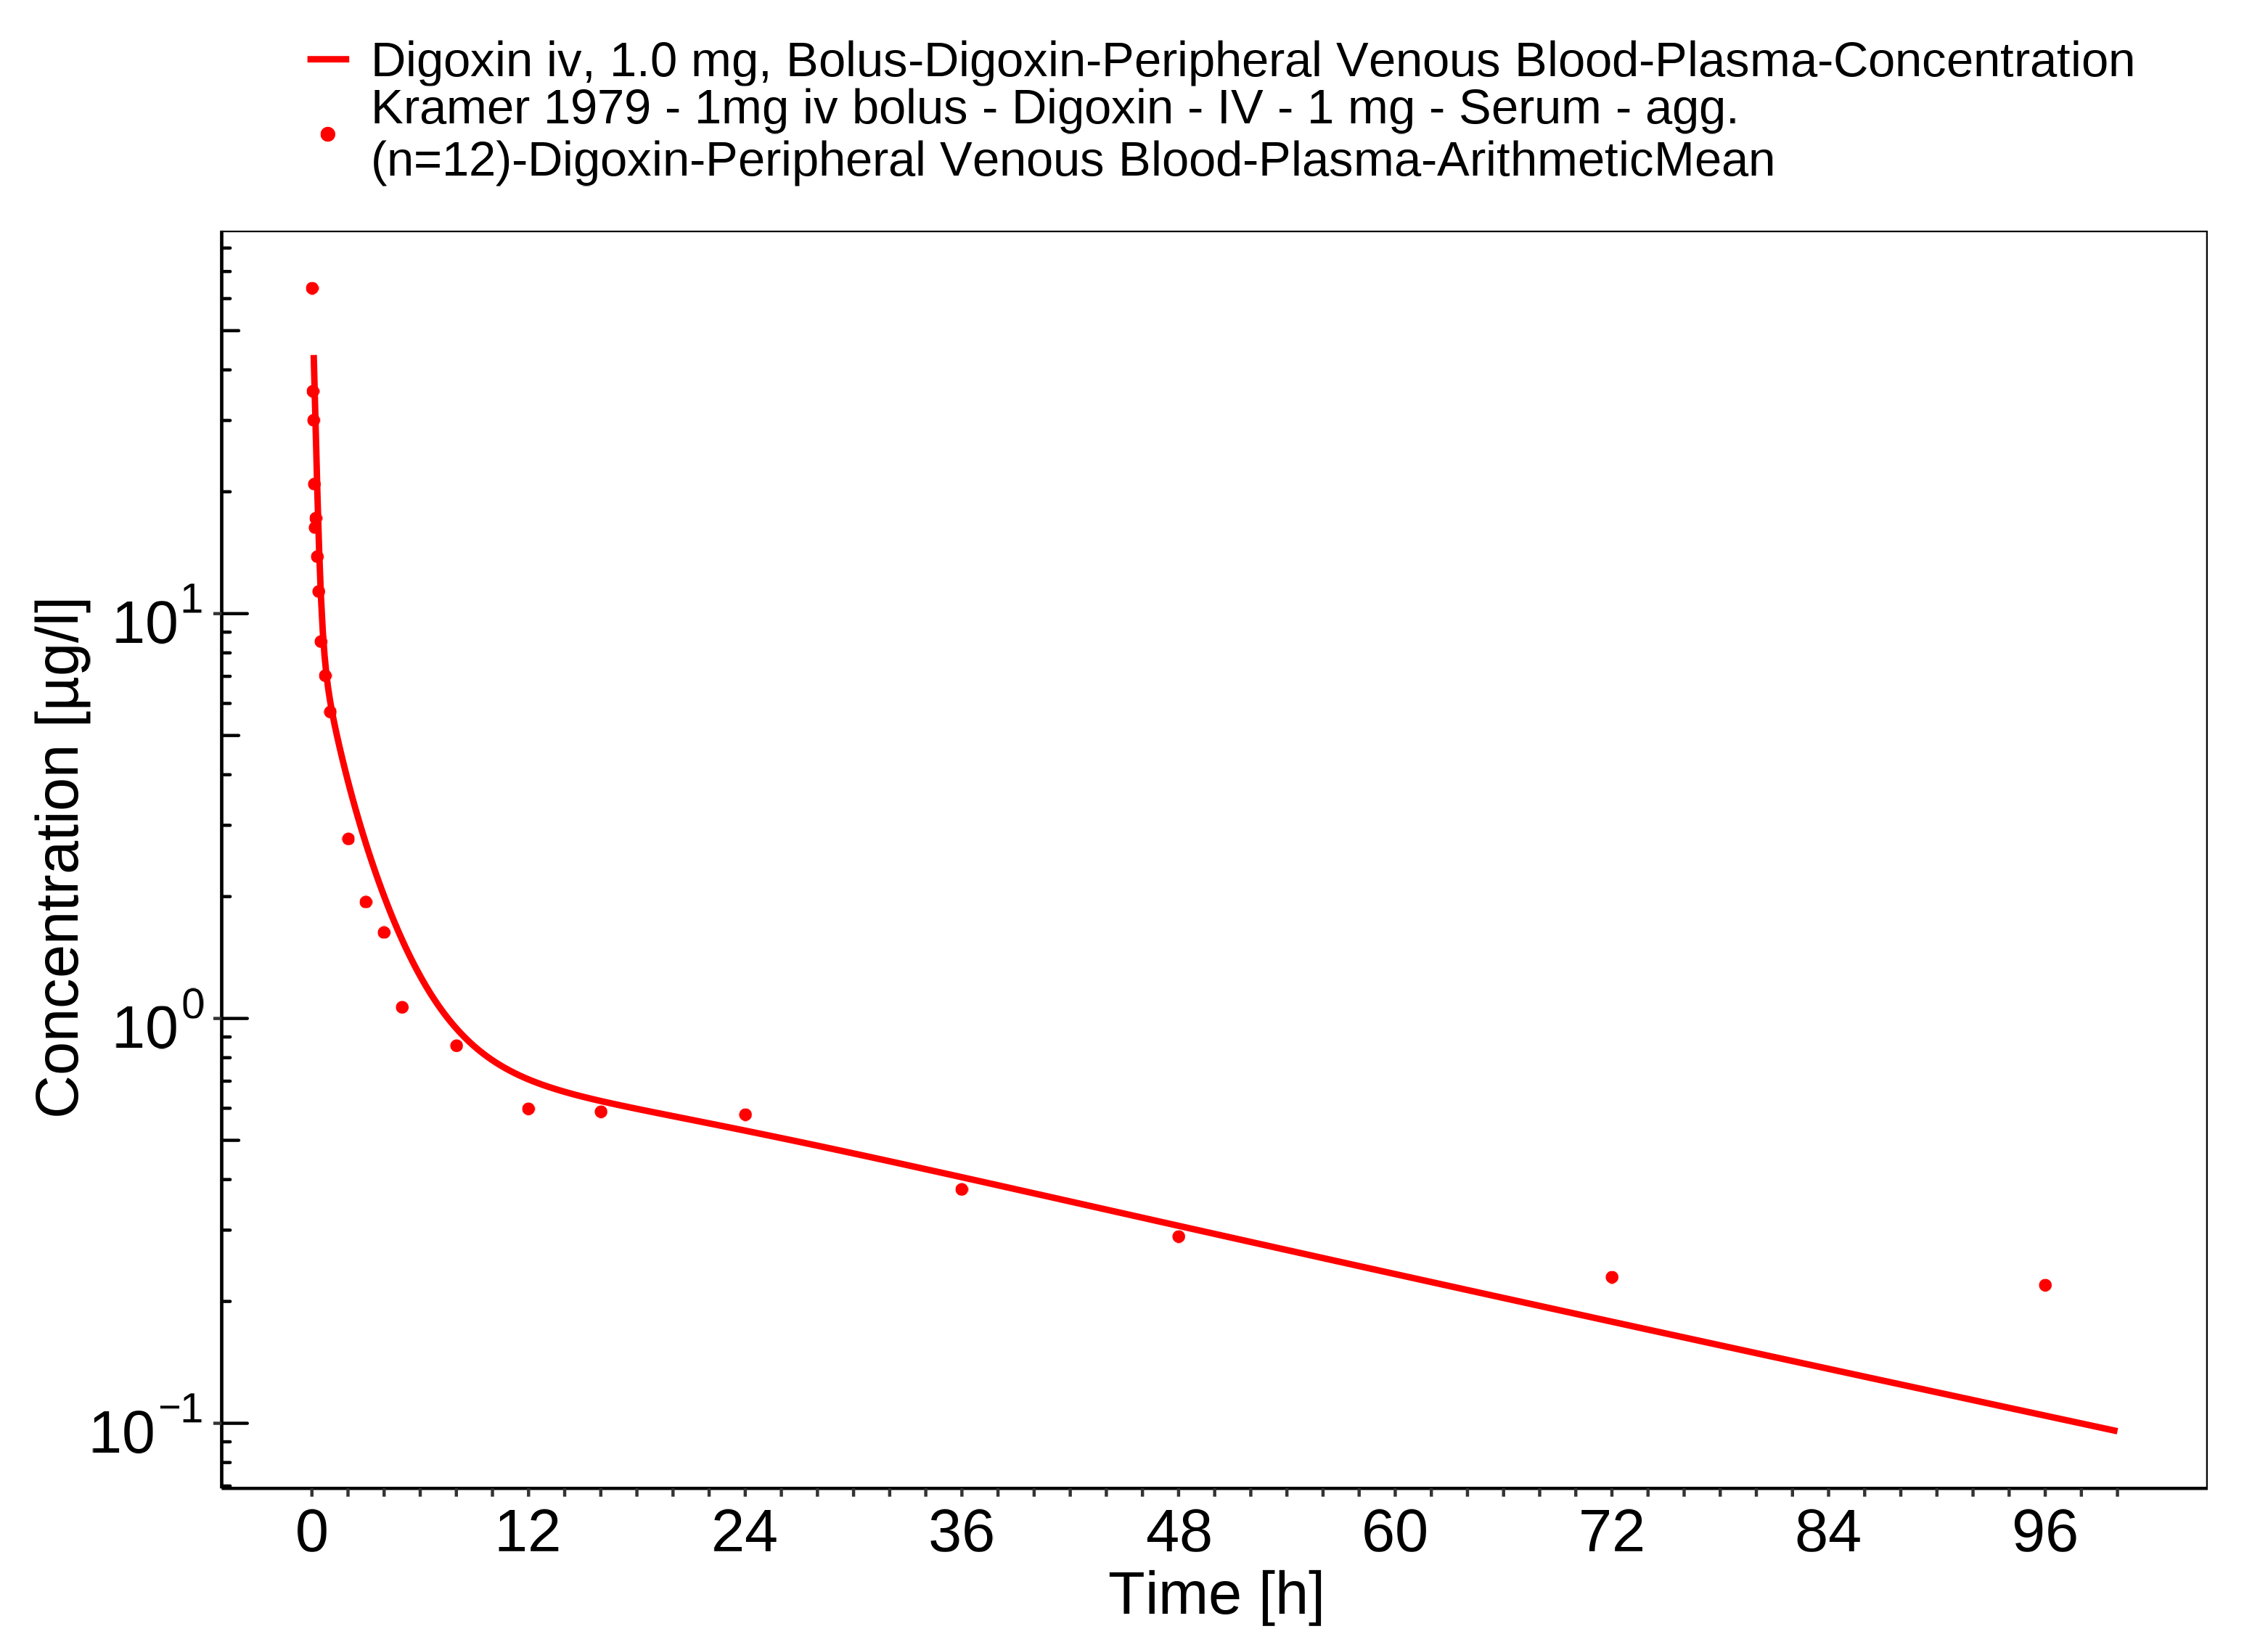 Digoxin iv, 1.0 mg, Bolus-Digoxin-Peripheral Venous Blood-Plasma-Concentration
Kramer 1979 - 1mg iv bolus - Digoxin - IV - 1 mg - Serum - agg.
(n=12)-Digoxin-Peripheral Venous Blood-Plasma-ArithmeticMean
Concentration [µg/l]
10¹
10⁰
10⁻¹
0 12 24 36 48 60 72 84 96
Time [h]